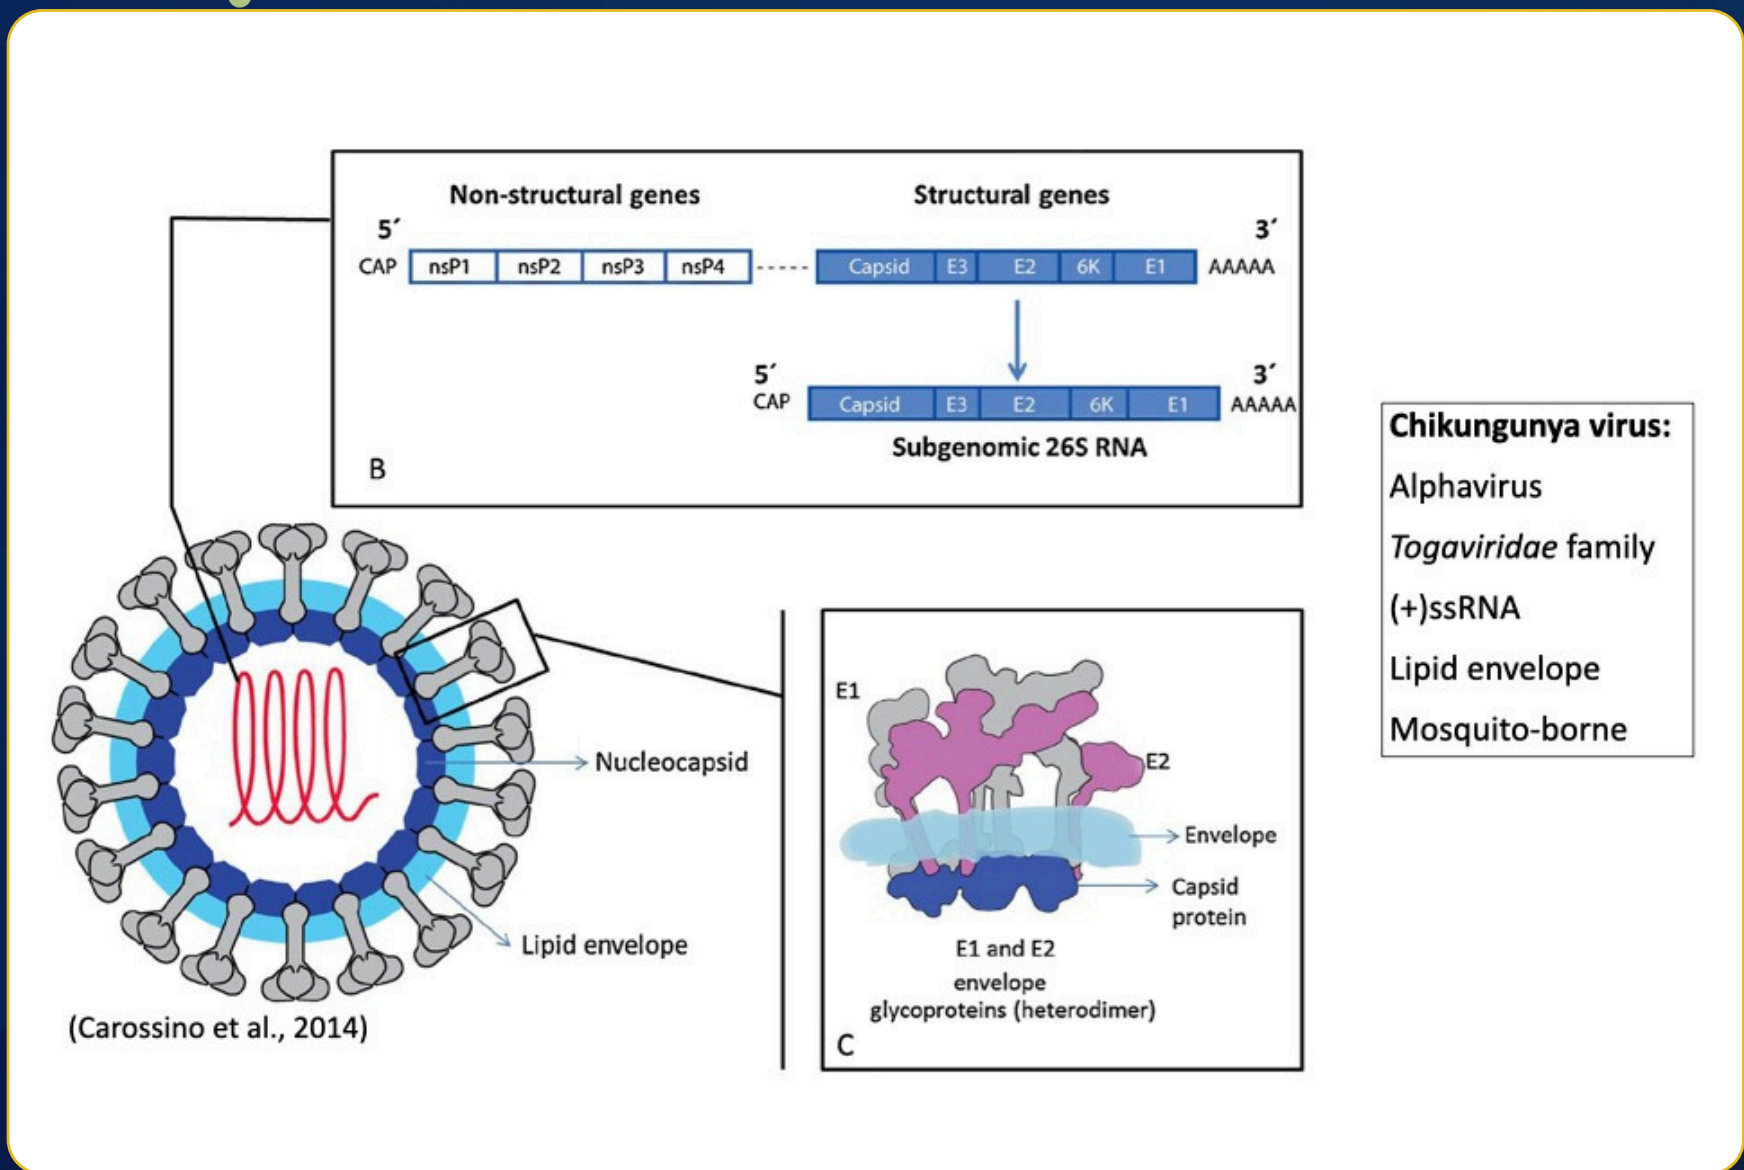 Non-structural genes
Structural genes
5´
3´
CAP nsP1 nsP2 nsP3 nsP4 ----- Capsid E3 E2 6K E1 AAAAA
5´
3´
CAP Capsid E3 E2 6K E1 AAAAA
Subgenomic 26S RNA
B
Chikungunya virus:
Alphavirus
Togaviridae family
(+)ssRNA
Lipid envelope
Mosquito-borne
Nucleocapsid
Lipid envelope
(Carossino et al., 2014)
E1
E2
Envelope
Capsid
protein
E1 and E2
envelope
glycoproteins (heterodimer)
C